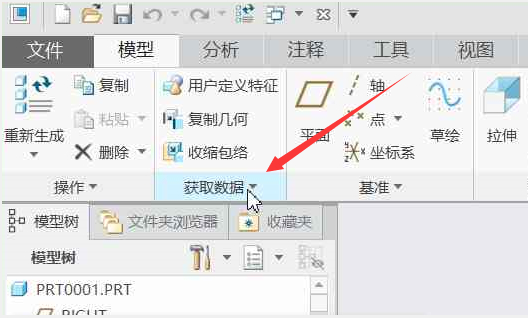 文件 模型 分析 注释 工具 视图
重新生成 复制 粘贴 删除
用户定义特征 复制几何 收缩包络
平面 轴 点 坐标系 草绘 拉伸
操作 获取数据 基准
模型树 文件夹浏览器 收藏夹
模型树
PRT0001.PRT
RIGHT